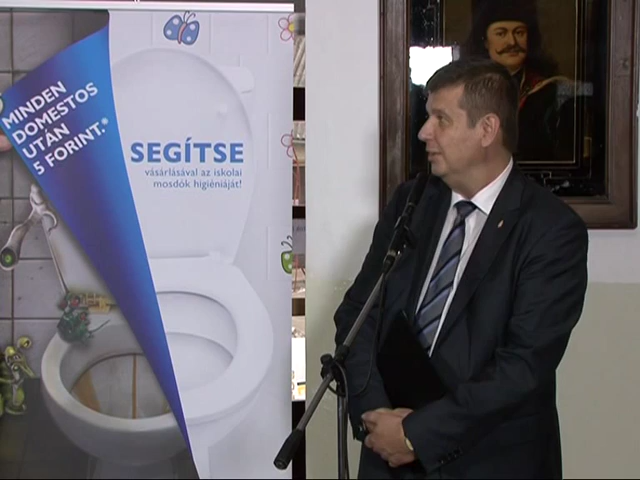 MINDEN
DOMESTOS
UTÁN
5 FORINT.*
SEGÍTSE
vásárlásával az iskolai
mosdók higiéniáját!